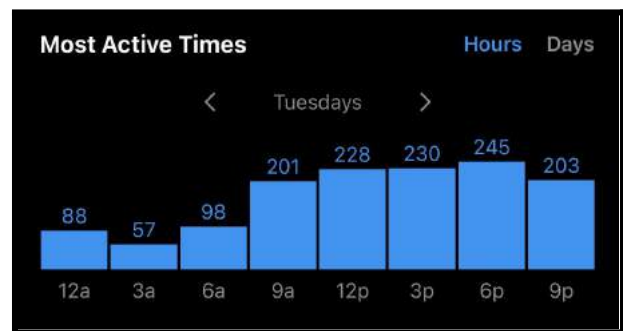 Most Active Times Hours Days
< Tuesdays >
88 57 98 201 228 230 245 203
12a 3a 6a 9a 12p 3p 6p 9p